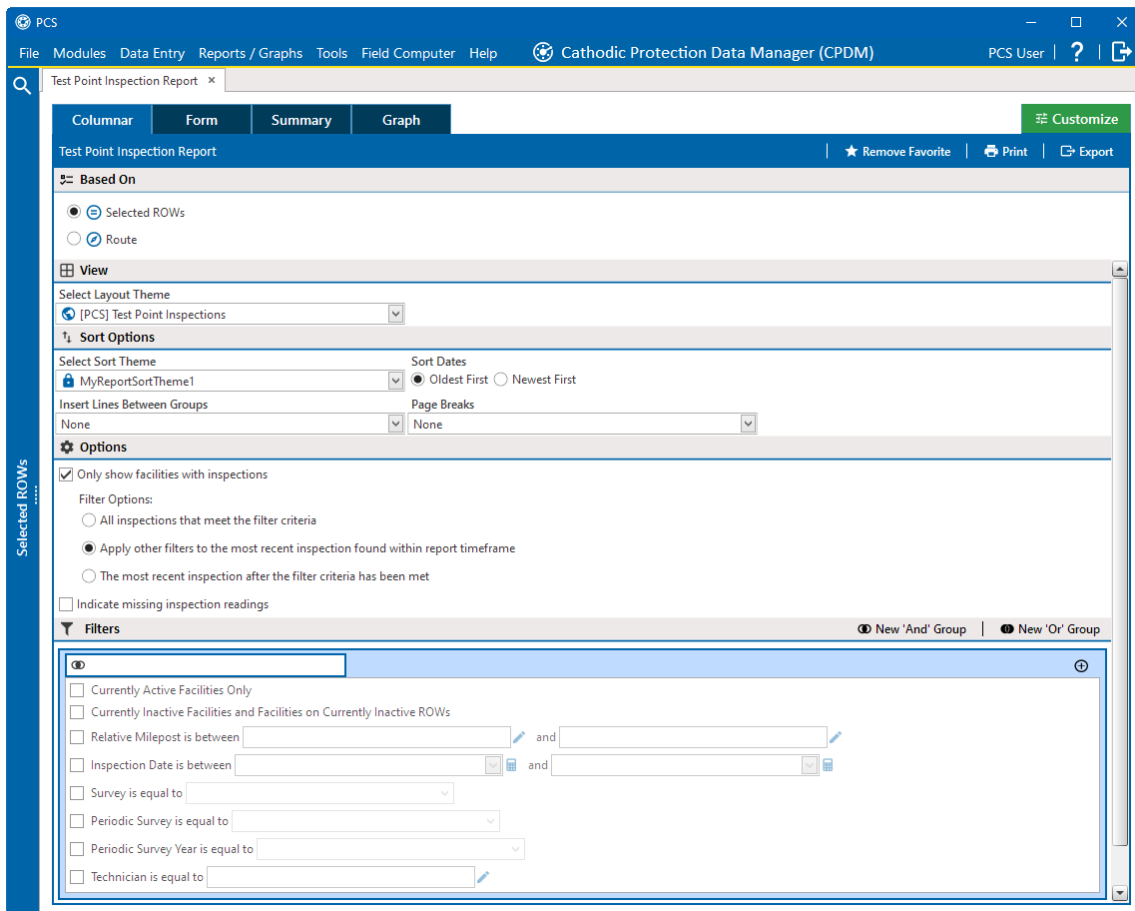 PCS
File Modules Data Entry Reports / Graphs Tools Field Computer Help Cathodic Protection Data Manager (CPDM) PCS User ?
Test Point Inspection Report ×
Columnar Form Summary Graph Customize
Test Point Inspection Report Remove Favorite Print Export
Based On
Selected ROWs
Route
View
Select Layout Theme
[PCS] Test Point Inspections
Sort Options
Select Sort Theme Sort Dates
MyReportSortTheme1 Oldest First Newest First
Insert Lines Between Groups Page Breaks
None None
Options
Only show facilities with inspections
Filter Options:
All inspections that meet the filter criteria
Apply other filters to the most recent inspection found within report timeframe
The most recent inspection after the filter criteria has been met
Indicate missing inspection readings
Filters New 'And' Group New 'Or' Group
Currently Active Facilities Only
Currently Inactive Facilities and Facilities on Currently Inactive ROWs
Relative Milepost is between and
Inspection Date is between and
Survey is equal to
Periodic Survey is equal to
Periodic Survey Year is equal to
Technician is equal to
Selected ROWs